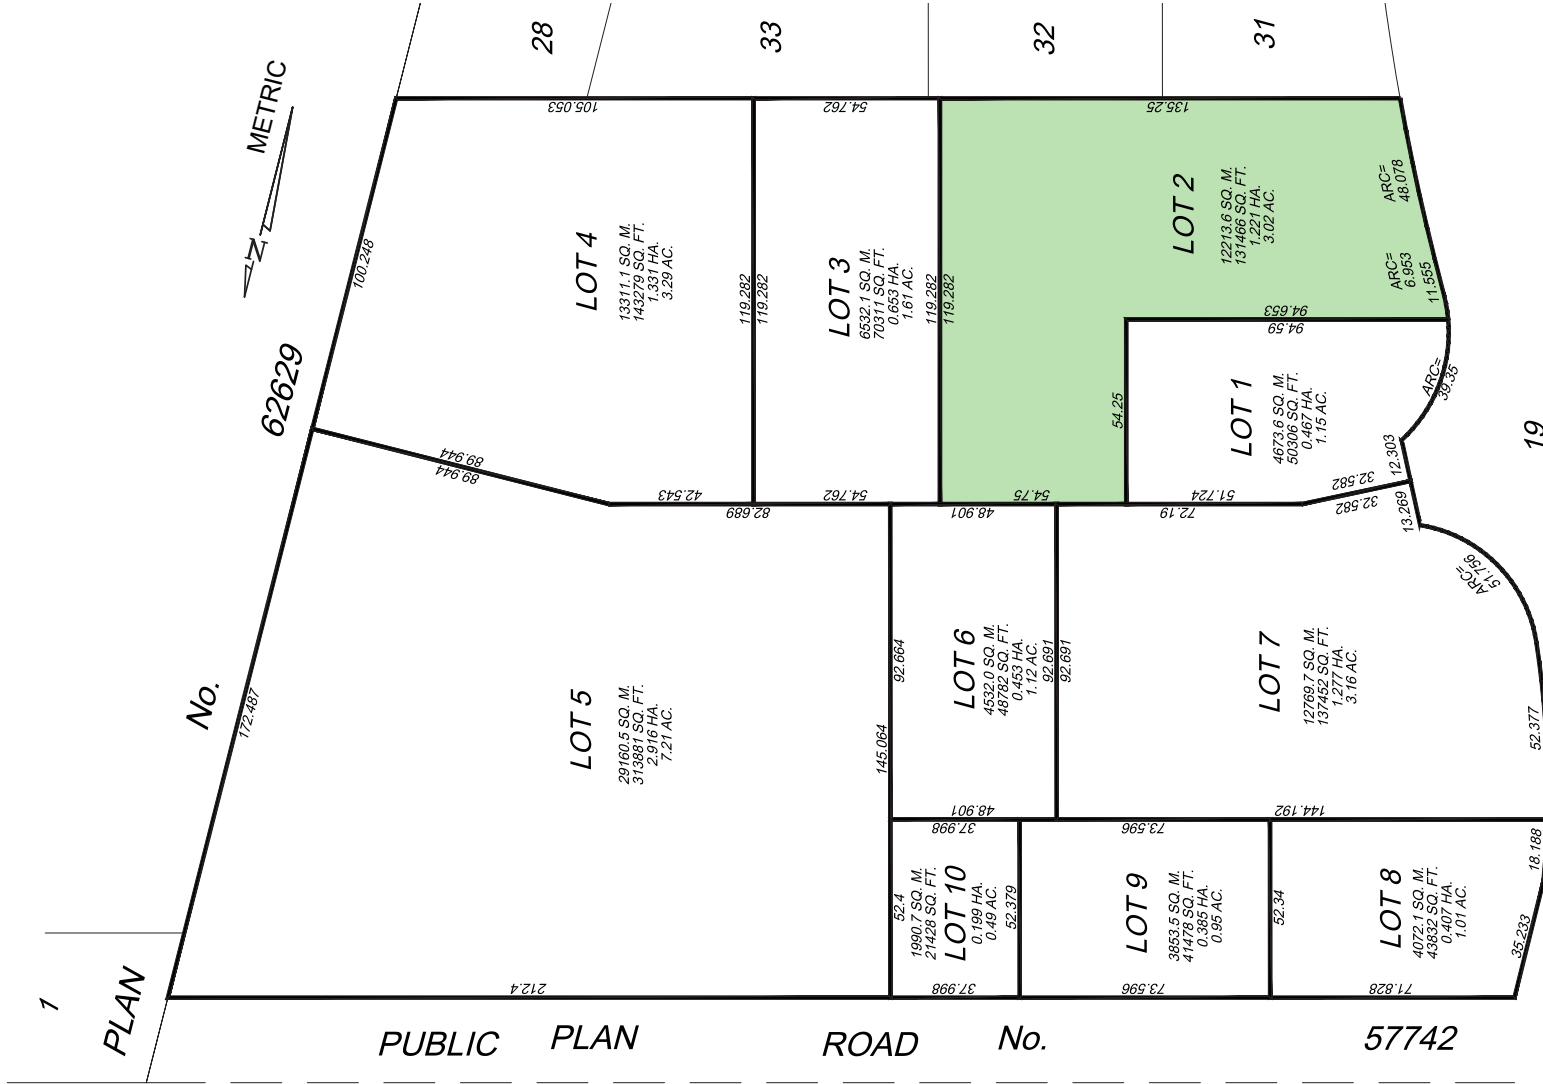 28
33
32
31
METRIC
N
62629
No.
PLAN
1
19
105.053
54.762
135.25
ARC=
48.078
ARC=
6.953
11.555
100.248
LOT 4
13311.1 SQ. M.
143279 SQ. FT.
1.331 HA.
3.29 AC.
119.282
119.282
LOT 3
6532.1 SQ. M.
70311 SQ. FT.
0.653 HA.
1.61 AC.
119.282
119.282
LOT 2
12213.6 SQ. M.
131466 SQ. FT.
1.221 HA.
3.02 AC.
94.653
94.59
54.25
LOT 1
4673.6 SQ. M.
50306 SQ. FT.
0.467 HA.
1.15 AC.
ARC=
39.35
12.303
32.582
32.582
13.269
89.944
89.944
42.543
82.689
54.762
48.901
54.75
51.724
72.19
ARC=
51.756
LOT 5
29160.5 SQ. M.
313881 SQ. FT.
2.916 HA.
7.21 AC.
172.487
92.664
145.064
LOT 6
4532.0 SQ. M.
48782 SQ. FT.
0.453 HA.
1.12 AC.
92.691
92.691
LOT 7
12769.7 SQ. M.
137452 SQ. FT.
1.277 HA.
3.16 AC.
52.377
48.901
37.998
73.596
144.192
18.188
52.4
1990.7 SQ. M.
21428 SQ. FT.
LOT 10
0.199 HA.
0.49 AC.
52.379
LOT 9
3853.5 SQ. M.
41478 SQ. FT.
0.385 HA.
0.95 AC.
52.34
LOT 8
4072.1 SQ. M.
43832 SQ. FT.
0.407 HA.
1.01 AC.
35.233
212.4
37.998
73.596
71.828
PUBLIC PLAN ROAD No. 57742